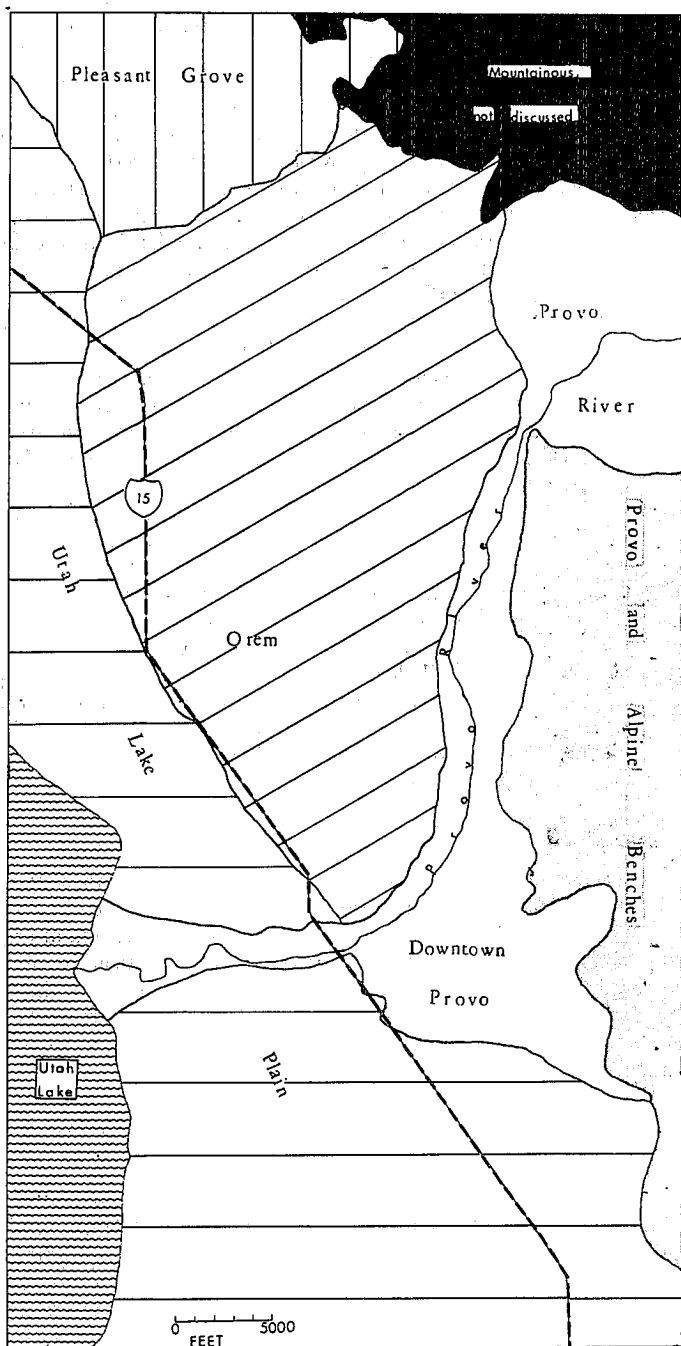 Pleasant Grove
Mountainous,
not discussed
Provo
River
15
Utah
Lake
Plain
Orem
Provo River
Provo and Alpine Benches
Downtown
Provo
Utah
Lake
0 5000
FEET